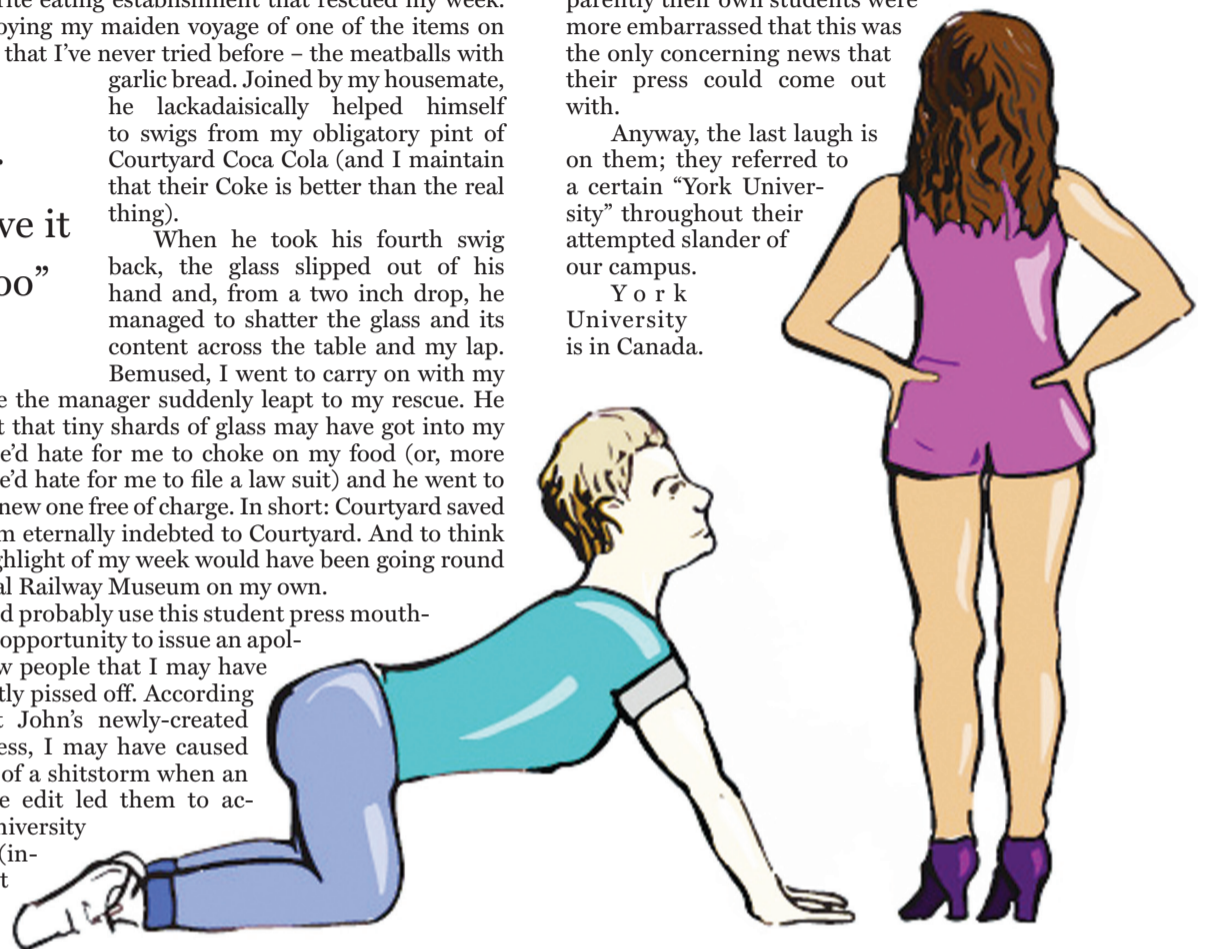 ve it
oo”
rite eating establishment that rescued my week.
oying my maiden voyage of one of the items on
that I’ve never tried before – the meatballs with
garlic bread. Joined by my housemate,
he lackadaisically helped himself
to swigs from my obligatory pint of
Courtyard Coca Cola (and I maintain
that their Coke is better than the real
thing).
When he took his fourth swig
back, the glass slipped out of his
hand and, from a two inch drop, he
managed to shatter the glass and its
content across the table and my lap.
Bemused, I went to carry on with my
e the manager suddenly leapt to my rescue. He
t that tiny shards of glass may have got into my
e’d hate for me to choke on my food (or, more
e’d hate for me to file a law suit) and he went to
new one free of charge. In short: Courtyard saved
m eternally indebted to Courtyard. And to think
ghlight of my week would have been going round
al Railway Museum on my own.
d probably use this student press mouth-
opportunity to issue an apol-
w people that I may have
tly pissed off. According
t John’s newly-created
ess, I may have caused
of a shitstorm when an
e edit led them to ac-
niversity
(in-
t
parently their own students were
more embarrassed that this was
the only concerning news that
their press could come out
with.
Anyway, the last laugh is
on them; they referred to
a certain “York Univer-
sity” throughout their
attempted slander of
our campus.
York
University
is in Canada.